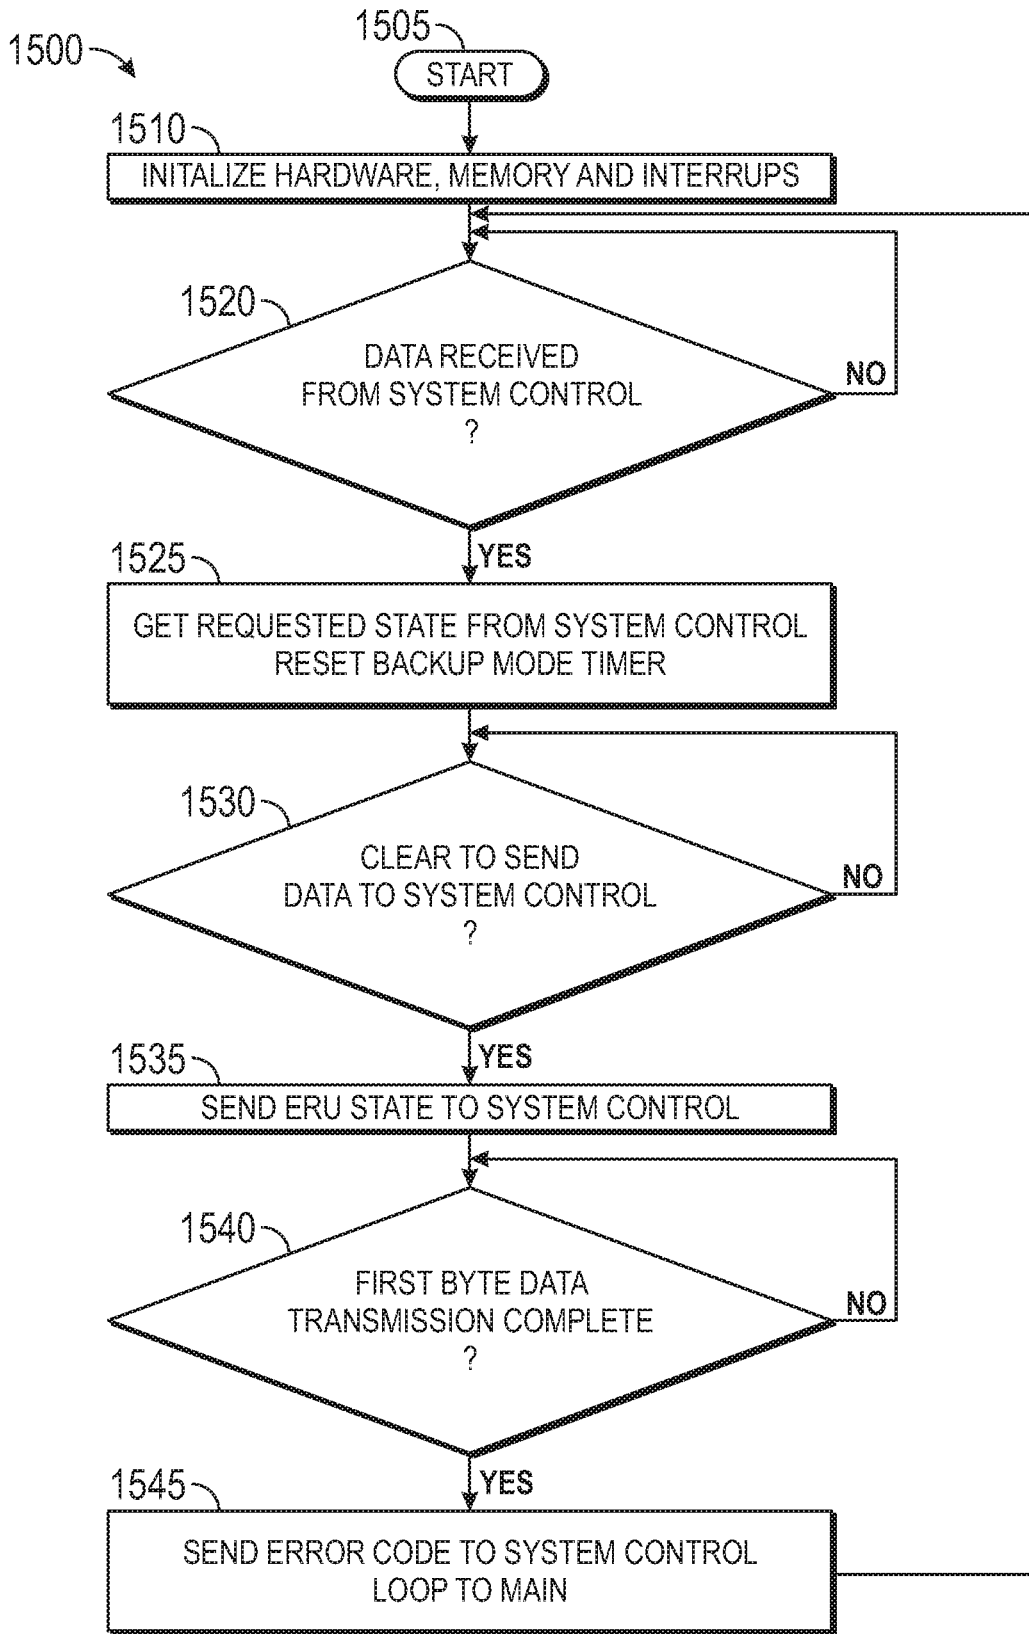 1500
1505
START
1510
INITALIZE HARDWARE, MEMORY AND INTERRUPS
1520
DATA RECEIVED
FROM SYSTEM CONTROL
?
NO
YES
1525
GET REQUESTED STATE FROM SYSTEM CONTROL
RESET BACKUP MODE TIMER
1530
CLEAR TO SEND
DATA TO SYSTEM CONTROL
?
NO
YES
1535
SEND ERU STATE TO SYSTEM CONTROL
1540
FIRST BYTE DATA
TRANSMISSION COMPLETE
?
NO
YES
1545
SEND ERROR CODE TO SYSTEM CONTROL
LOOP TO MAIN